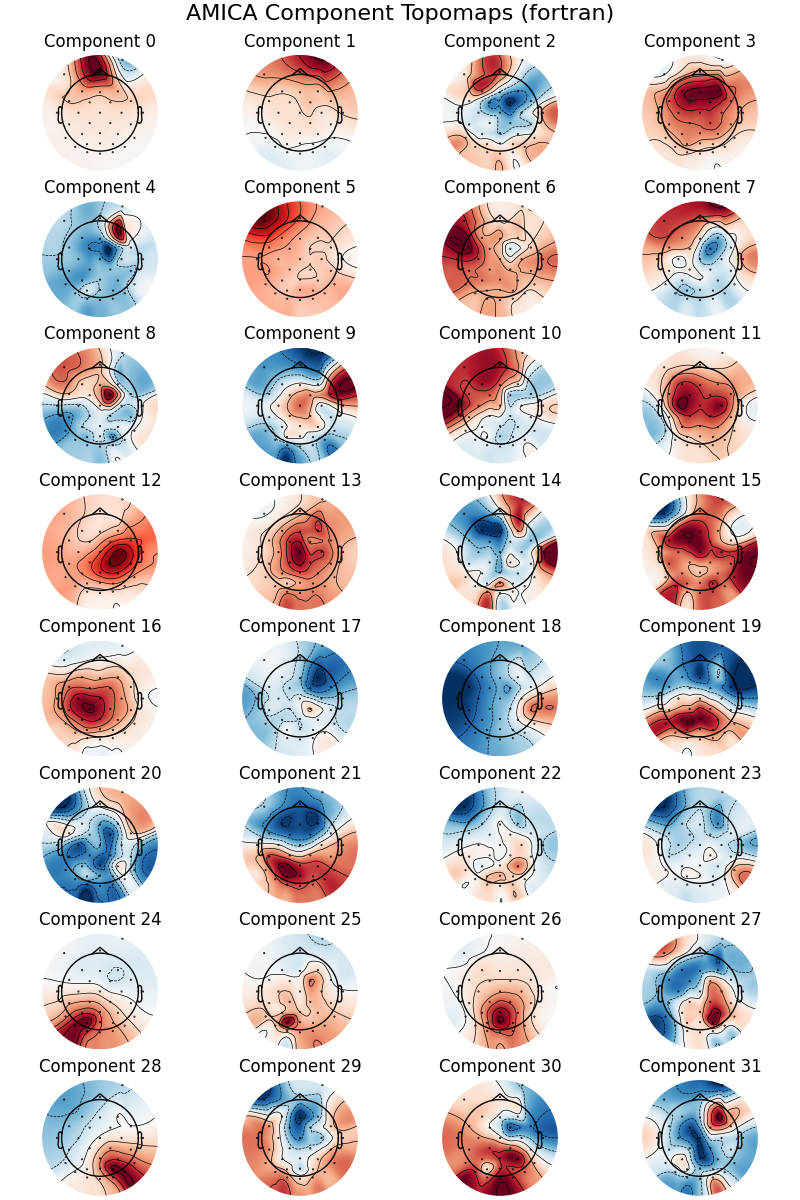 AMICA Component Topomaps (fortran)
Component 0 Component 1 Component 2 Component 3
Component 4 Component 5 Component 6 Component 7
Component 8 Component 9 Component 10 Component 11
Component 12 Component 13 Component 14 Component 15
Component 16 Component 17 Component 18 Component 19
Component 20 Component 21 Component 22 Component 23
Component 24 Component 25 Component 26 Component 27
Component 28 Component 29 Component 30 Component 31